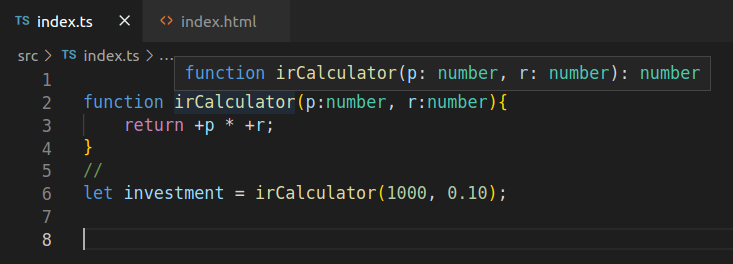 TS index.ts × <> index.html
src > TS index.ts > ...
function irCalculator(p: number, r: number): number
1
2 function irCalculator(p:number, r:number){
3 return +p * +r;
4 }
5 //
6 let investment = irCalculator(1000, 0.10);
7
8